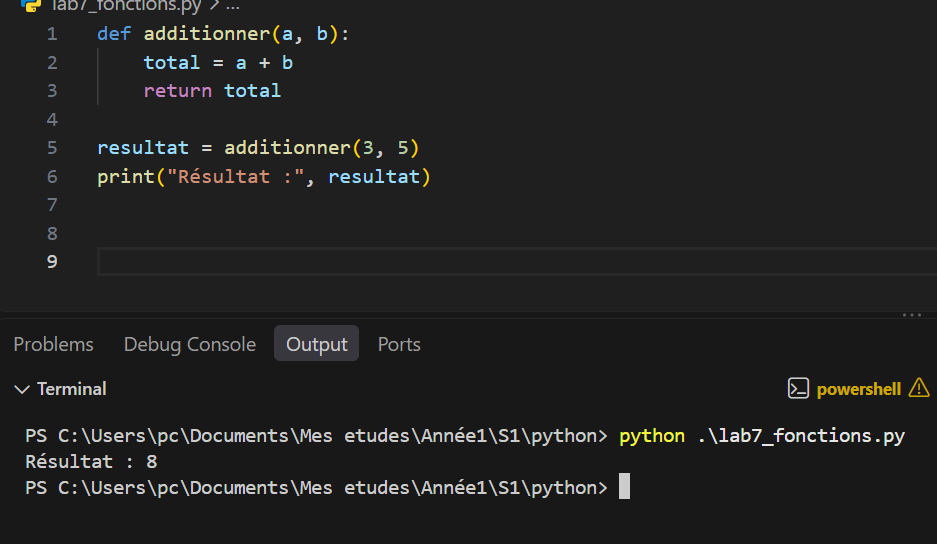 lab7_fonctions.py > ...
1 def additionner(a, b):
2 total = a + b
3 return total
4
5 resultat = additionner(3, 5)
6 print("Résultat :", resultat)
7
8
9
Problems Debug Console Output Ports
Terminal powershell
PS C:\Users\pc\Documents\Mes etudes\Année1\S1\python> python .\lab7_fonctions.py
Résultat : 8
PS C:\Users\pc\Documents\Mes etudes\Année1\S1\python>